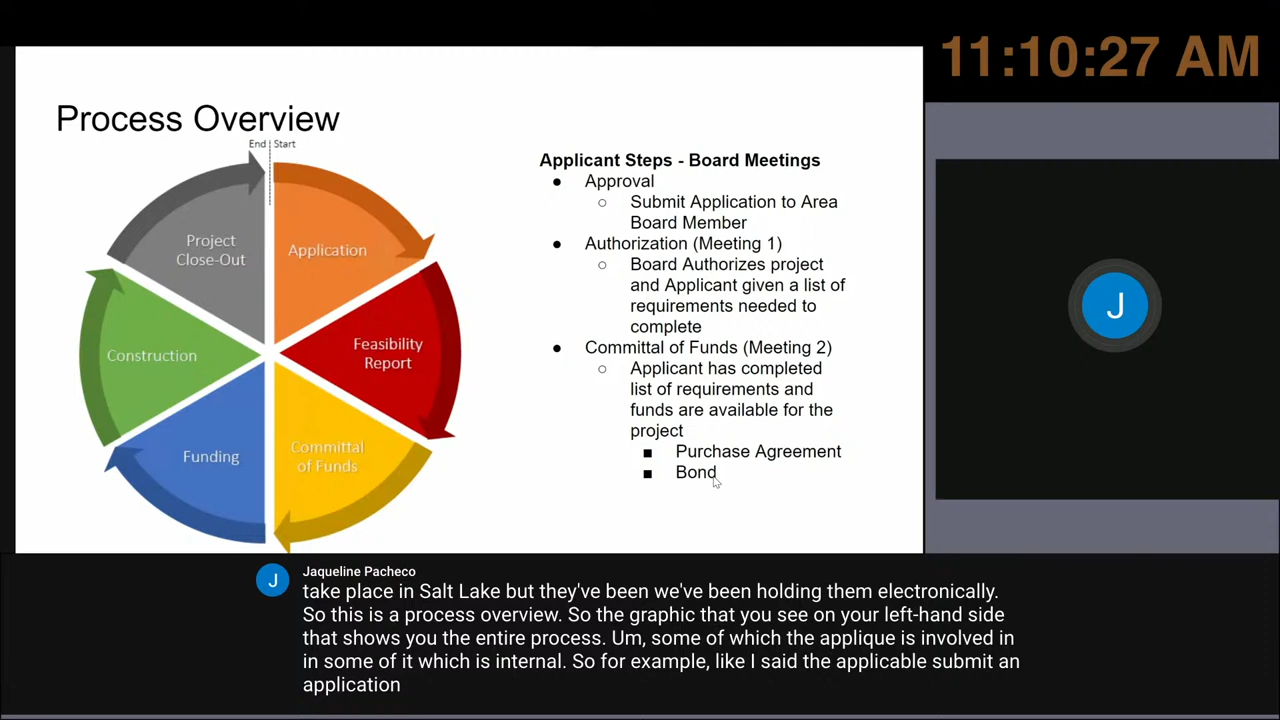 11:10:27 AM
Process Overview
End Start
Application
Feasibility
Report
Committal
of Funds
Funding
Construction
Project
Close-Out
Applicant Steps - Board Meetings
● Approval
○ Submit Application to Area
Board Member
● Authorization (Meeting 1)
○ Board Authorizes project
and Applicant given a list of
requirements needed to
complete
● Committal of Funds (Meeting 2)
○ Applicant has completed
list of requirements and
funds are available for the
project
■ Purchase Agreement
■ Bond
J
J
Jaqueline Pacheco
take place in Salt Lake but they've been we've been holding them electronically.
So this is a process overview. So the graphic that you see on your left-hand side
that shows you the entire process. Um, some of which the applique is involved in
in some of it which is internal. So for example, like I said the applicable submit an
application